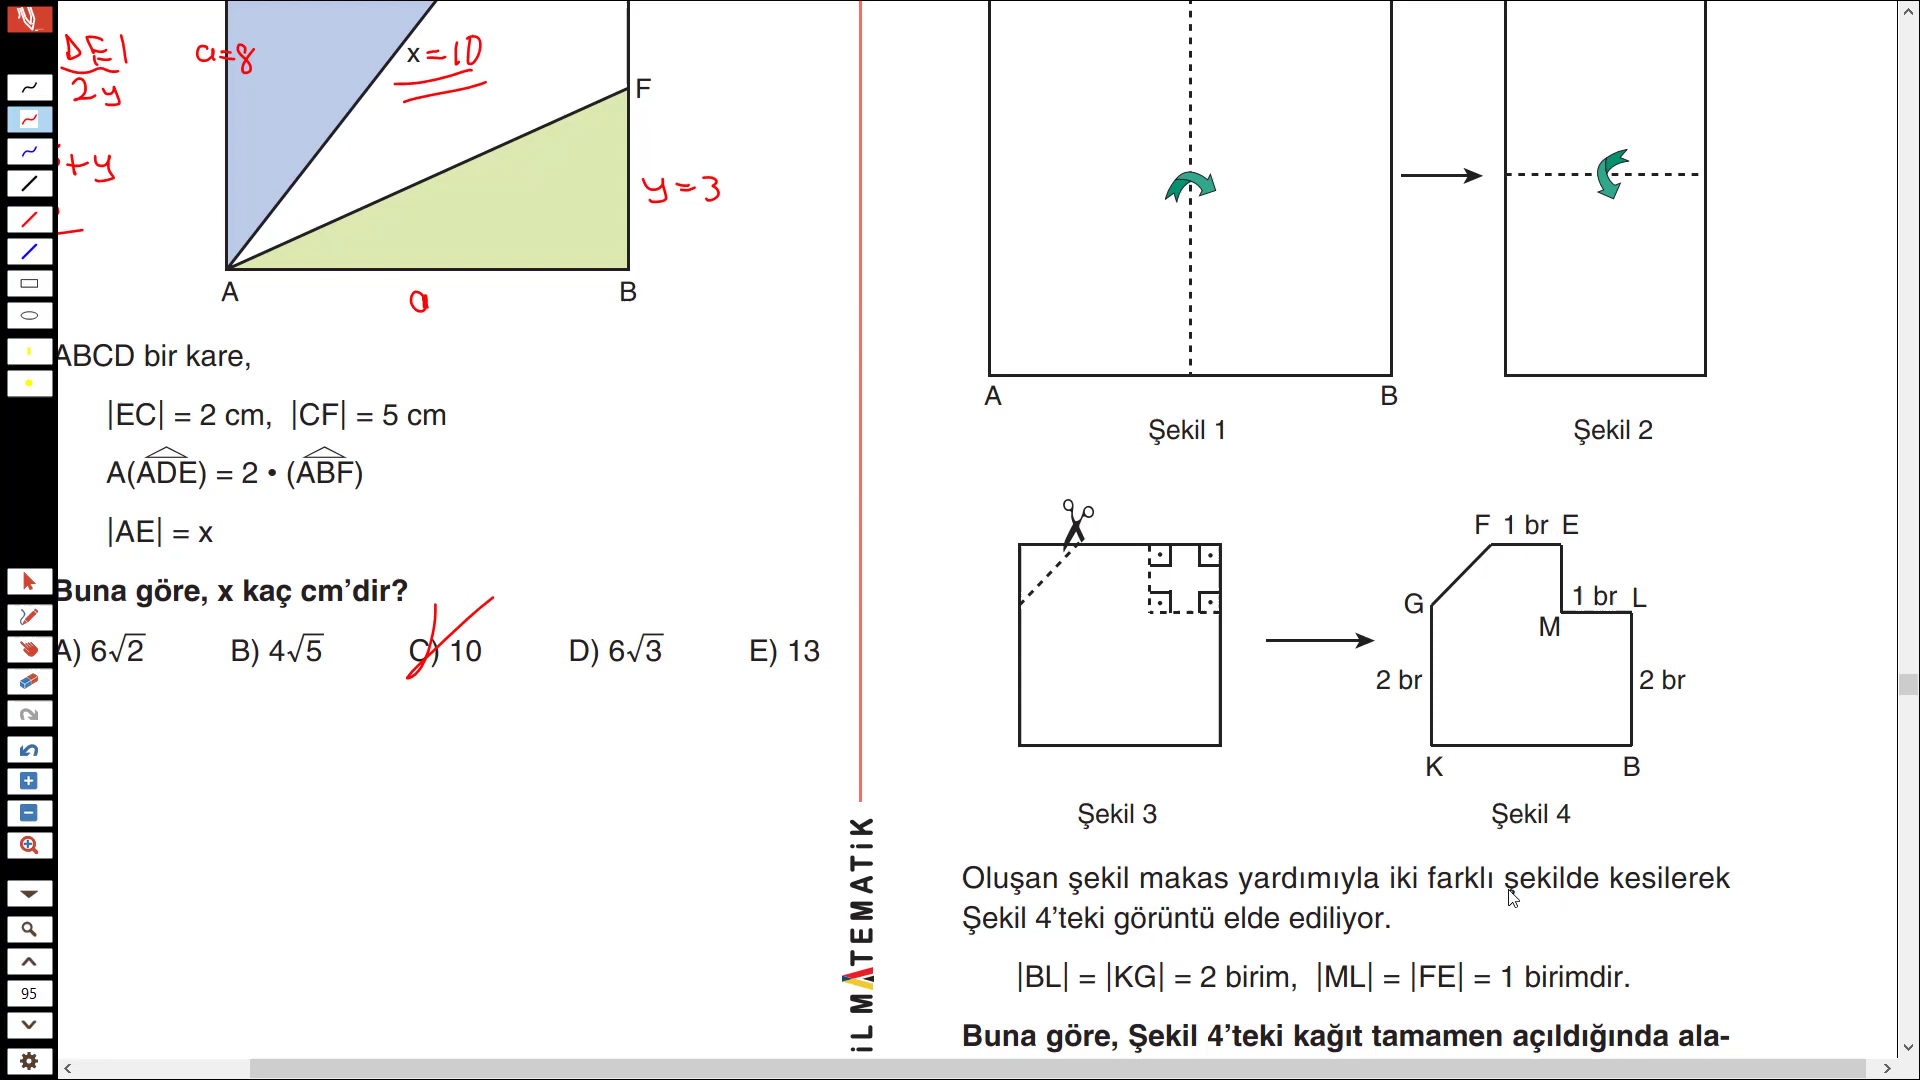 |DE|
2y
+y
a=8
x = 10
F
y = 3
A
B
a
ABCD bir kare,
|EC| = 2 cm, |CF| = 5 cm
A(ADE) = 2 • (ABF)
|AE| = x
Buna göre, x kaç cm’dir?
A) 6√2 B) 4√5 C) 10 D) 6√3 E) 13
A
B
Şekil 1
Şekil 2
F 1 br E
G
1 br L
M
2 br
2 br
K
B
Şekil 3
Şekil 4
Oluşan şekil makas yardımıyla iki farklı şekilde kesilerek
Şekil 4’teki görüntü elde ediliyor.
|BL| = |KG| = 2 birim, |ML| = |FE| = 1 birimdir.
Buna göre, Şekil 4’teki kağıt tamamen açıldığında ala-
iLMATEMATiK
95